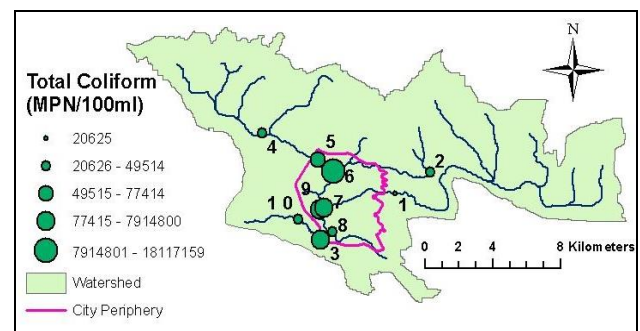 N
Total Coliform
(MPN/100ml)
20625
20626 - 49514
49515 - 77414
77415 - 7914800
7914801 - 18117159
Watershed
City Periphery
4
5
6
2
9
7
1
1 0
8
3
0 2 4 6 8 Kilometers